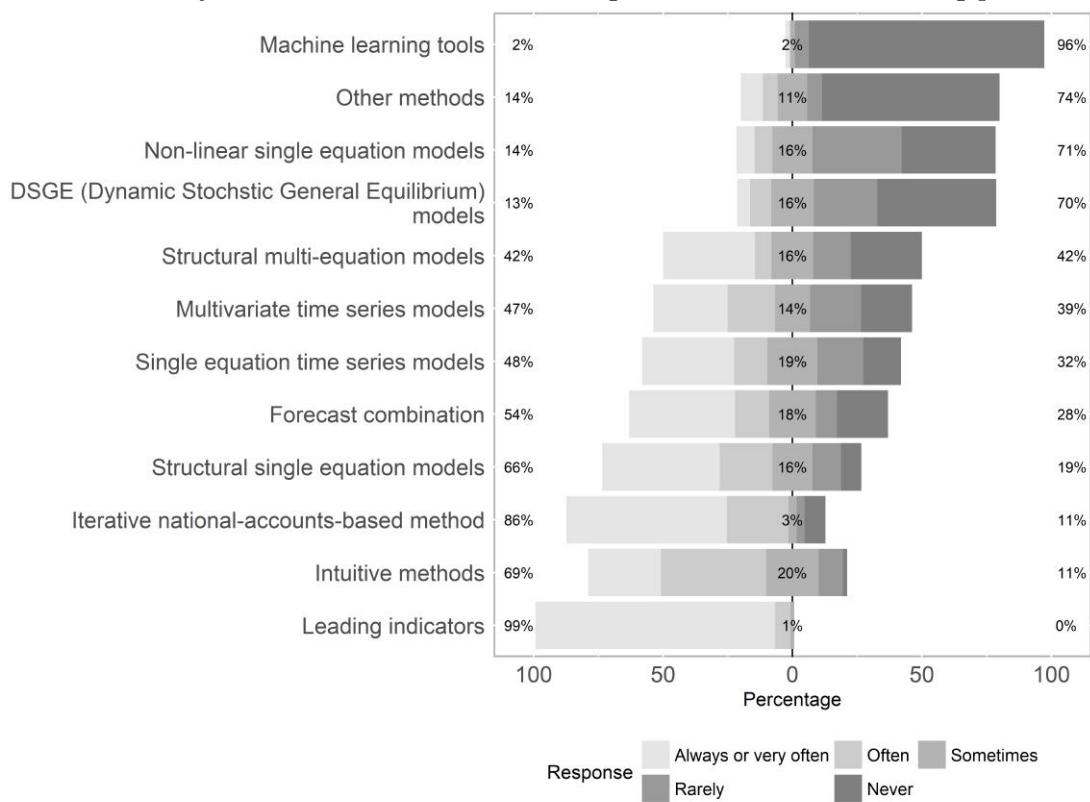 Machine learning tools 2% 2% 96%
Other methods 14% 11% 74%
Non-linear single equation models 14% 16% 71%
DSGE (Dynamic Stochstic General Equilibrium)
models 13% 16% 70%
Structural multi-equation models 42% 16% 42%
Multivariate time series models 47% 14% 39%
Single equation time series models 48% 19% 32%
Forecast combination 54% 18% 28%
Structural single equation models 66% 16% 19%
Iterative national-accounts-based method 86% 3% 11%
Intuitive methods 69% 20% 11%
Leading indicators 99% 1% 0%
100 50 0 50 100
Percentage
Response Always or very often Often Sometimes
Rarely Never